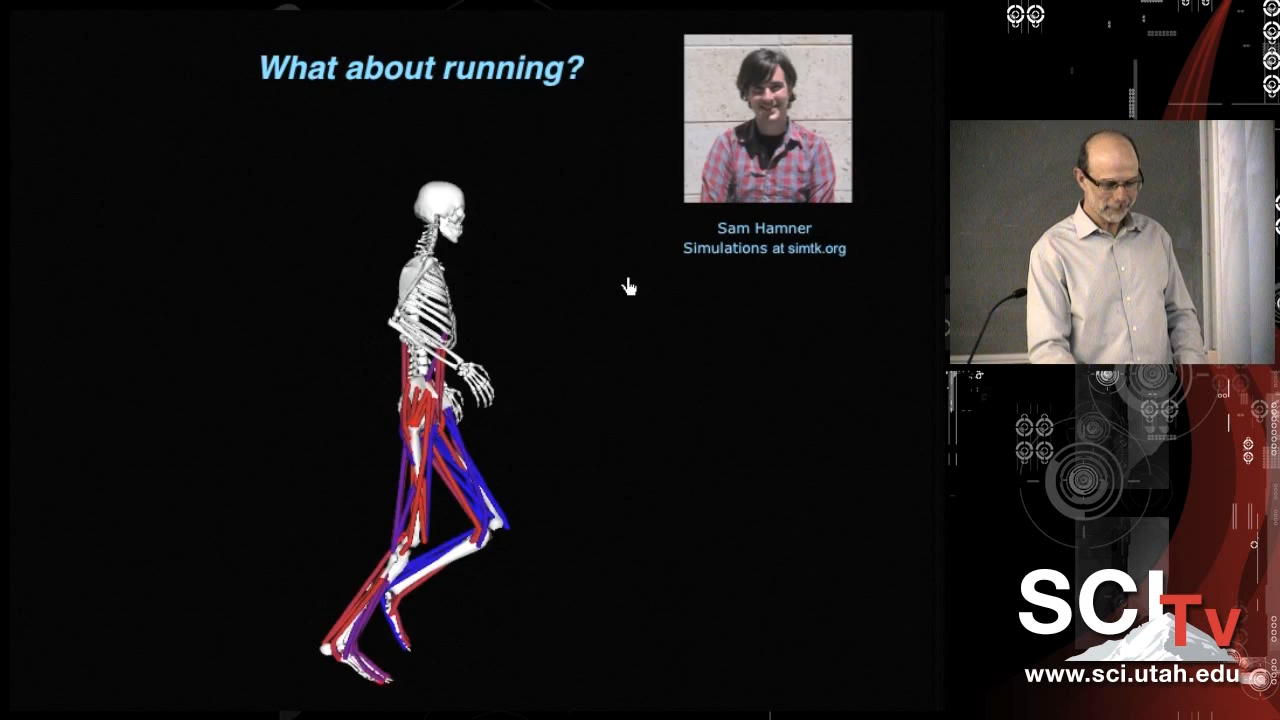 What about running?
Sam Hamner
Simulations at simtk.org
SCI
Tv
www.sci.utah.edu